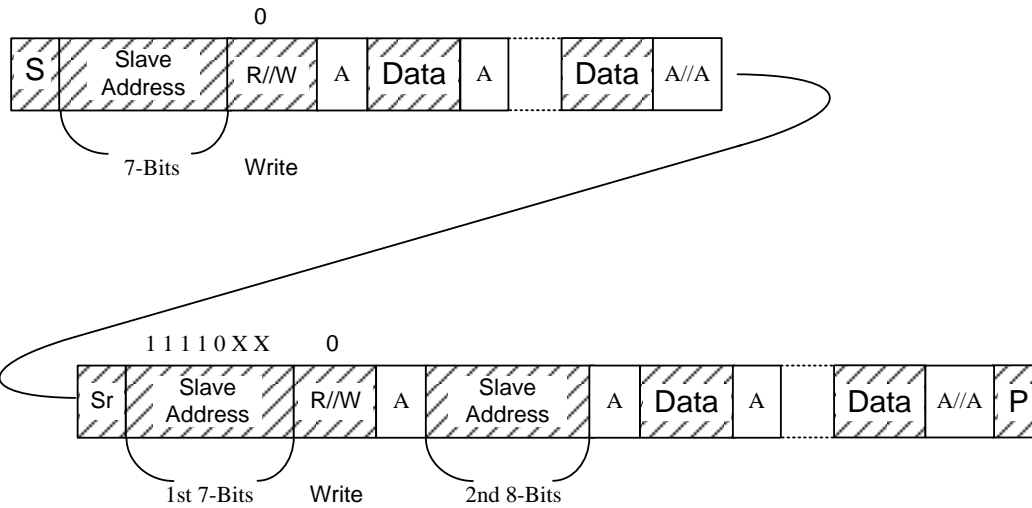 0
S Slave Address R//W A Data A Data A//A
7-Bits Write
1 1 1 1 0 X X 0
Sr Slave Address R//W A Slave Address A Data A Data A//A P
1st 7-Bits Write 2nd 8-Bits